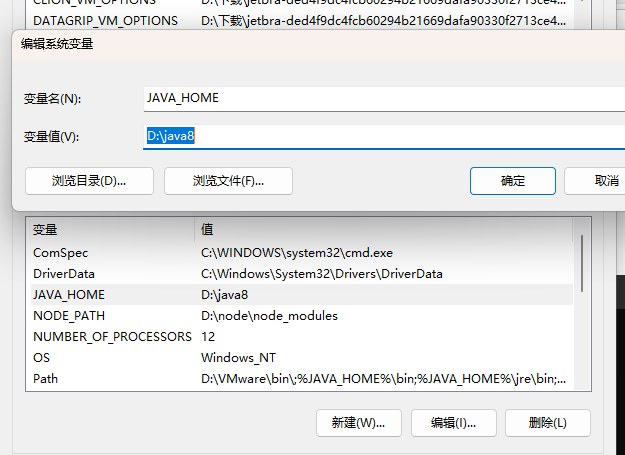 CLION_VM_OPTIONS D:\下载\jetbra-ded4f9dc4fcb60294b21669dafa90330f2713ce4...
DATAGRIP_VM_OPTIONS D:\下载\jetbra-ded4f9dc4fcb60294b21669dafa90330f2713ce4...
编辑系统变量
变量名(N): JAVA_HOME
变量值(V): D:\java8
浏览目录(D)... 浏览文件(F)... 确定 取消
变量 值
ComSpec C:\WINDOWS\system32\cmd.exe
DriverData C:\Windows\System32\Drivers\DriverData
JAVA_HOME D:\java8
NODE_PATH D:\node\node_modules
NUMBER_OF_PROCESSORS 12
OS Windows_NT
Path D:\VMware\bin\;%JAVA_HOME%\bin;%JAVA_HOME%\jre\bin;...
新建(W)... 编辑(I)... 删除(L)